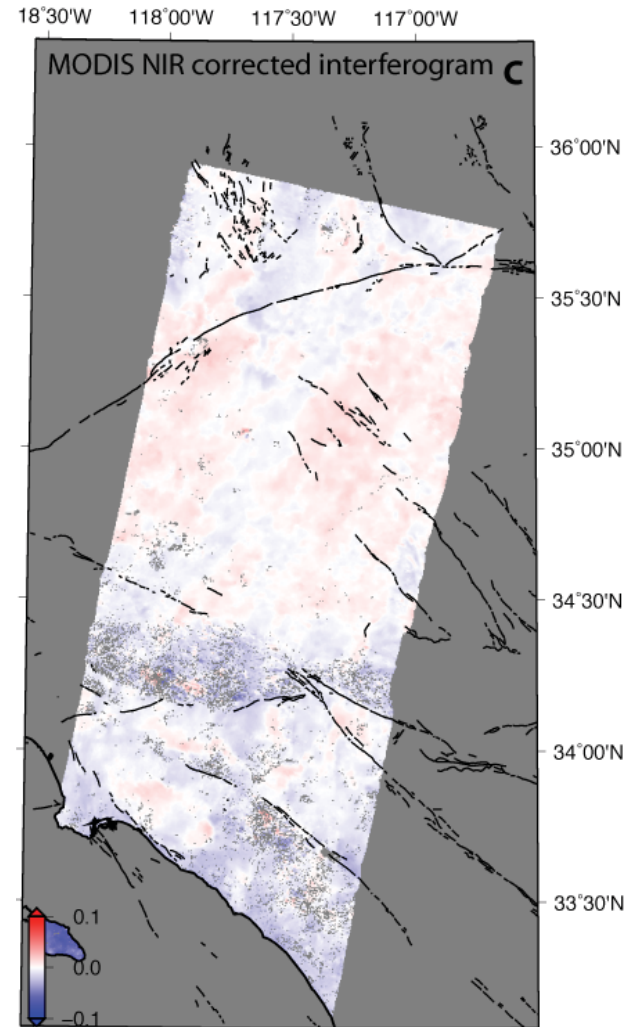 118˚30'W 118˚00'W 117˚30'W 117˚00'W
MODIS NIR corrected interferogram C
36˚00'N
35˚30'N
35˚00'N
34˚30'N
34˚00'N
33˚30'N
0.1
0.0
−0.1